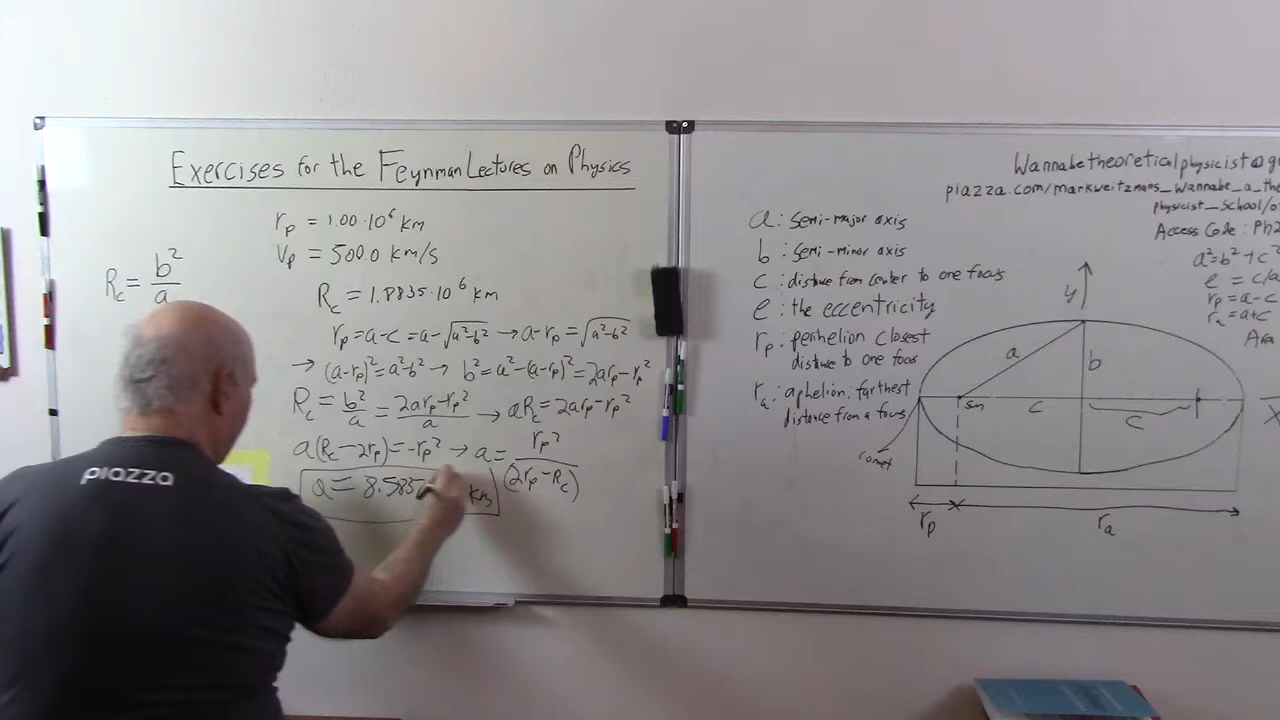 Exercises for the Feynman Lectures on Physics
r_p = 1.00·10^6 km
V_p = 500.0 km/s
R_c = b²/a
R_c = 1.8835·10^6 km
r_p = a-c = a-√(a²-b²) → a-r_p = √(a²-b²)
→ (a-r_p)² = a²-b² → b² = a²-(a-r_p)² = 2ar_p-r_p²
R_c = b²/a = (2ar_p-r_p²)/a → aR_c = 2ar_p-r_p²
a(R_c-2r_p) = -r_p² → a = r_p²/(2r_p-R_c)
a = 8.583
km
piazza
Wannabetheoreticalphysicist@g
piazza.com/markweitzmans_wannabe_a_the
physicist_School/o
Access Code: Ph
a: semi-major axis
b: semi-minor axis
c: distance from center to one focus
e: the eccentricity
r_p: perihelion closest
distance to one focus
r_a: aphelion: farthest
distance from a focus
a²=b²+c²
e = c/a
r_p = a-c
r_a = a+c
Are
y
a
b
sun
c
c
x
comet
r_p
r_a